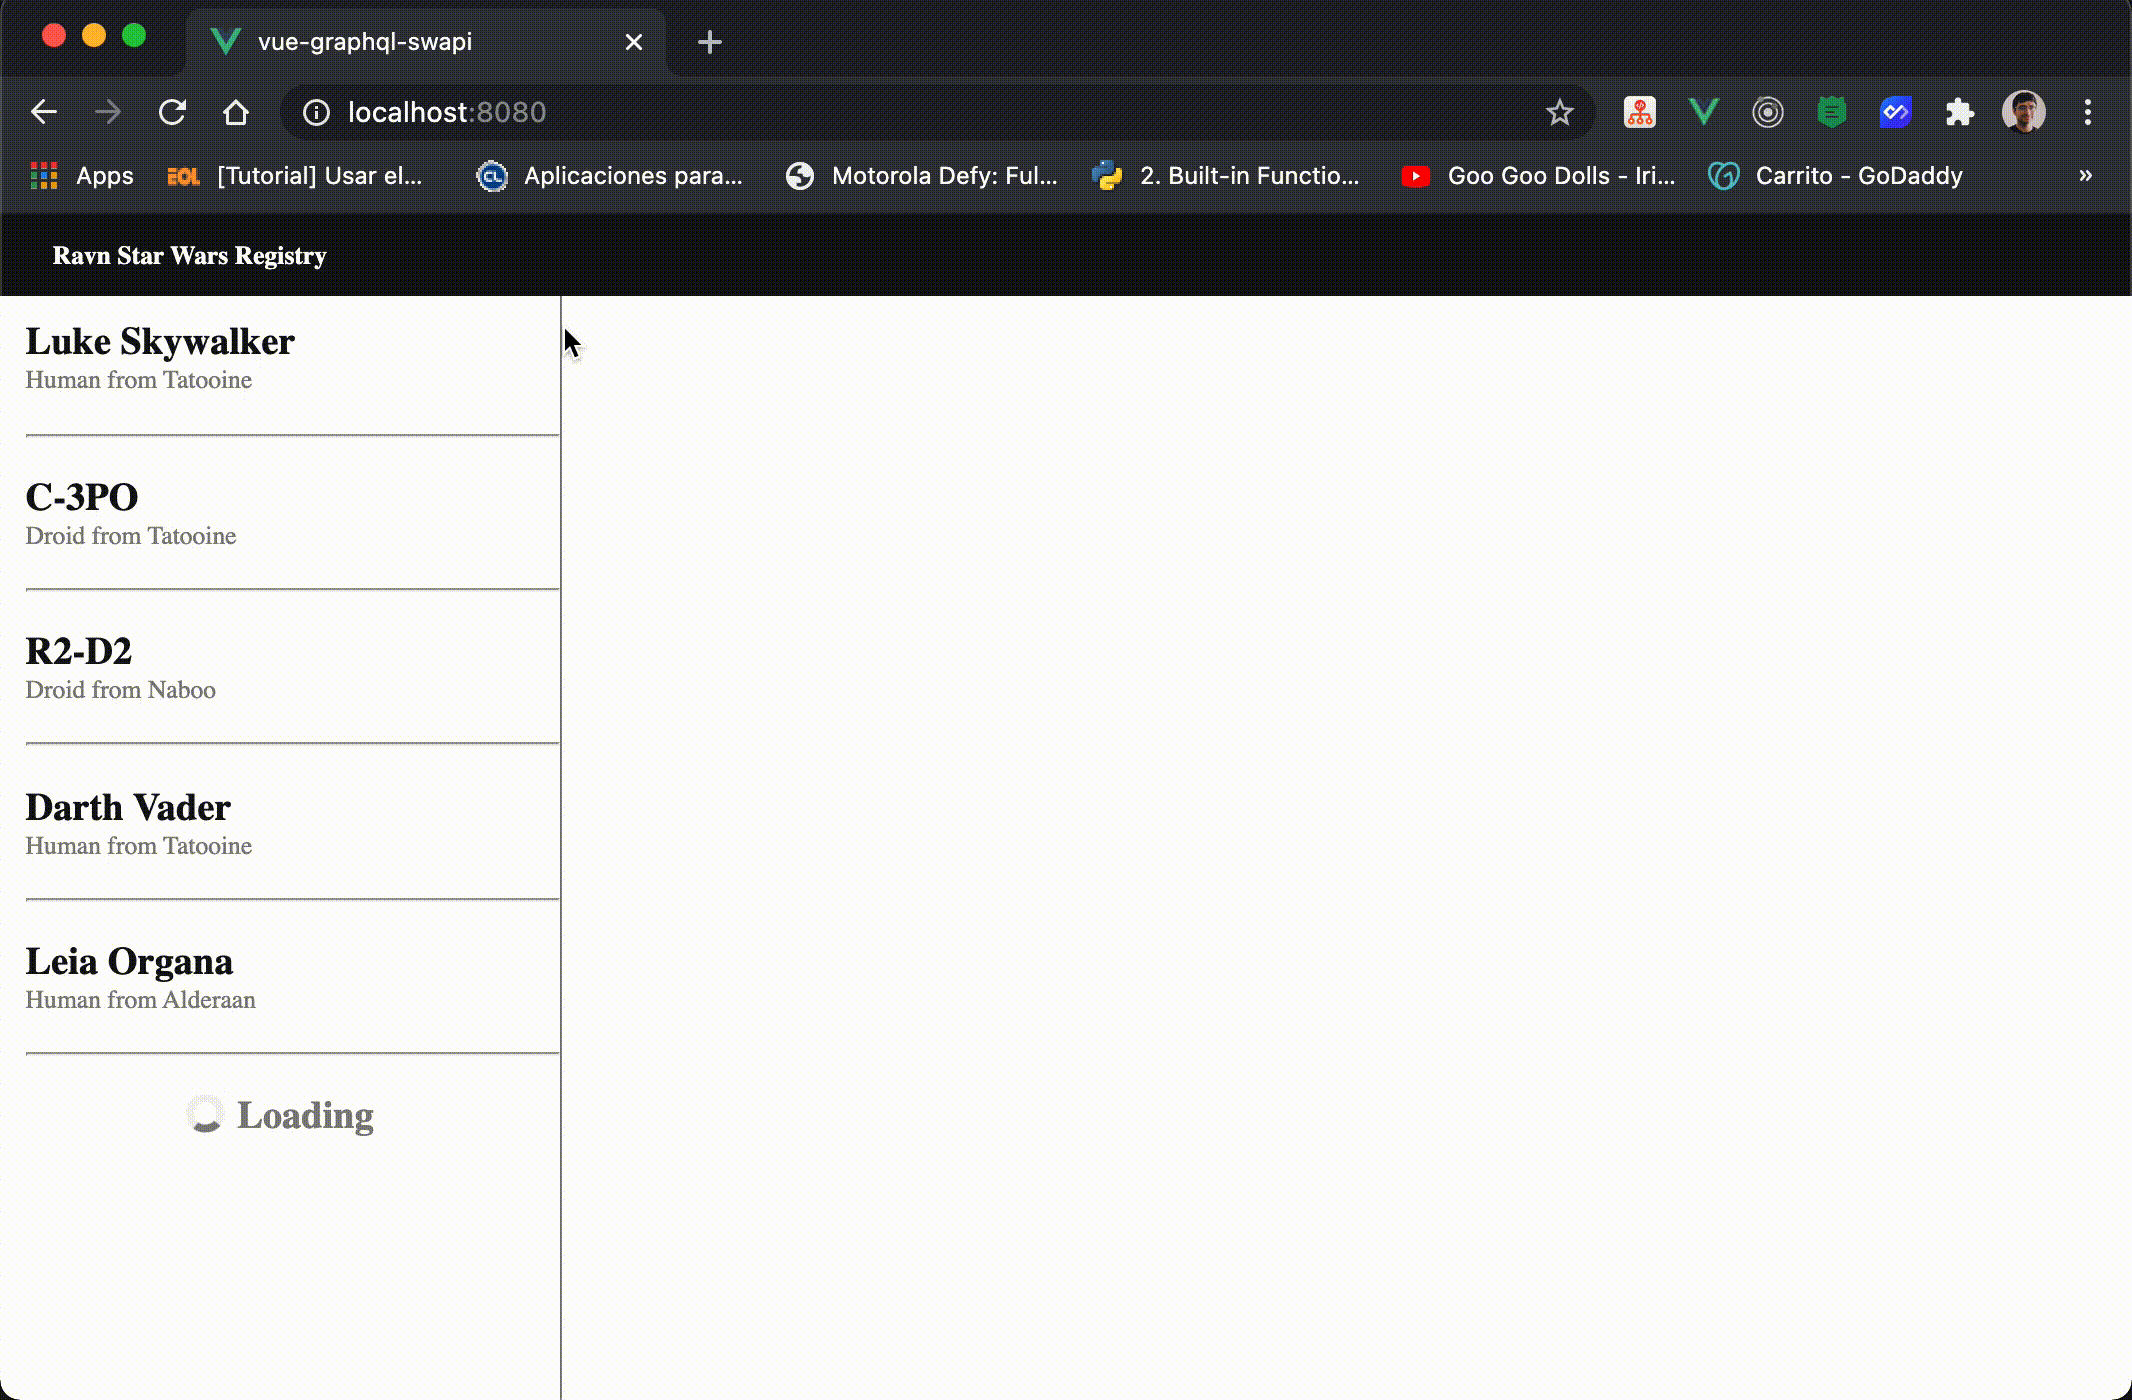 vue-graphql-swapi
localhost:8080
Apps EOL [Tutorial] Usar el... CL Aplicaciones para... Motorola Defy: Ful... 2. Built-in Functio... Goo Goo Dolls - Iri... Carrito - GoDaddy »
Ravn Star Wars Registry
Luke Skywalker
Human from Tatooine
C-3PO
Droid from Tatooine
R2-D2
Droid from Naboo
Darth Vader
Human from Tatooine
Leia Organa
Human from Alderaan
Loading